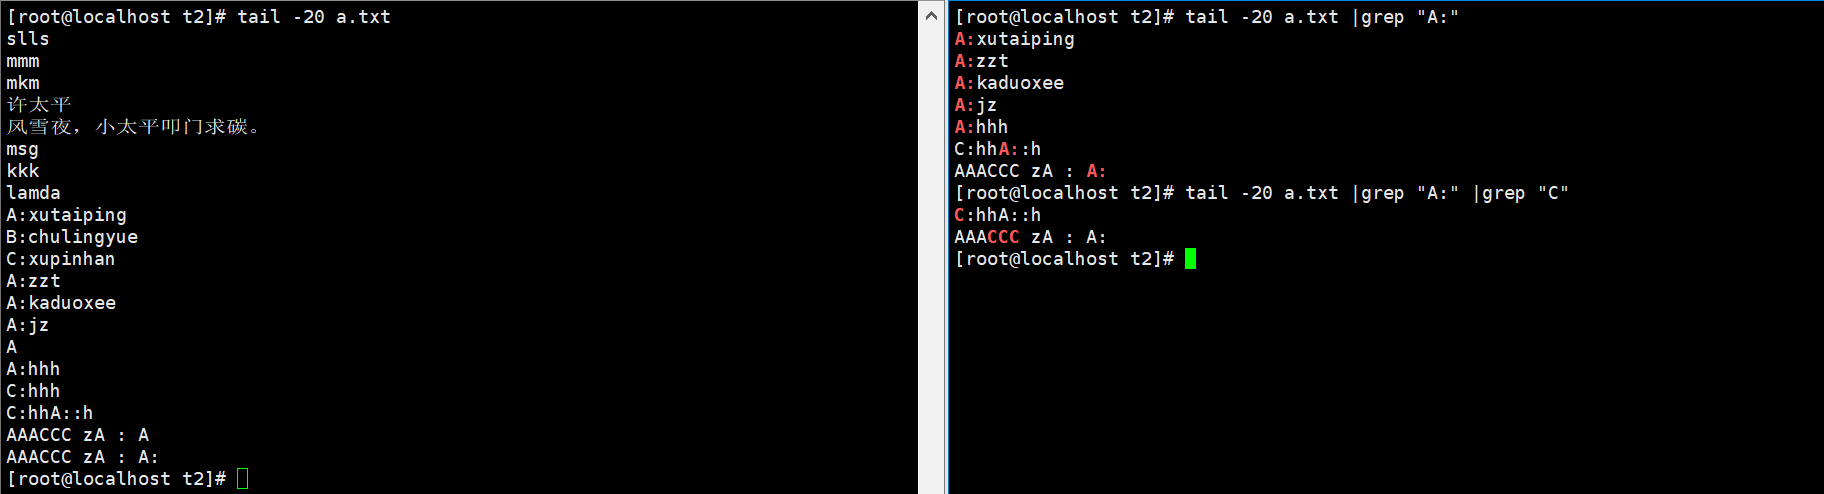 [root@localhost t2]# tail -20 a.txt
slls
mmm
mkm
许太平
风雪夜，小太平叩门求碳。
msg
kkk
lamda
A:xutaiping
B:chulingyue
C:xupinhan
A:zzt
A:kaduoxee
A:jz
A
A:hhh
C:hhh
C:hhA::h
AAACCC zA : A
AAACCC zA : A:
[root@localhost t2]#
[root@localhost t2]# tail -20 a.txt |grep "A:"
A:xutaiping
A:zzt
A:kaduoxee
A:jz
A:hhh
C:hhA::h
AAACCC zA : A:
[root@localhost t2]# tail -20 a.txt |grep "A:" |grep "C"
C:hhA::h
AAACCC zA : A:
[root@localhost t2]#